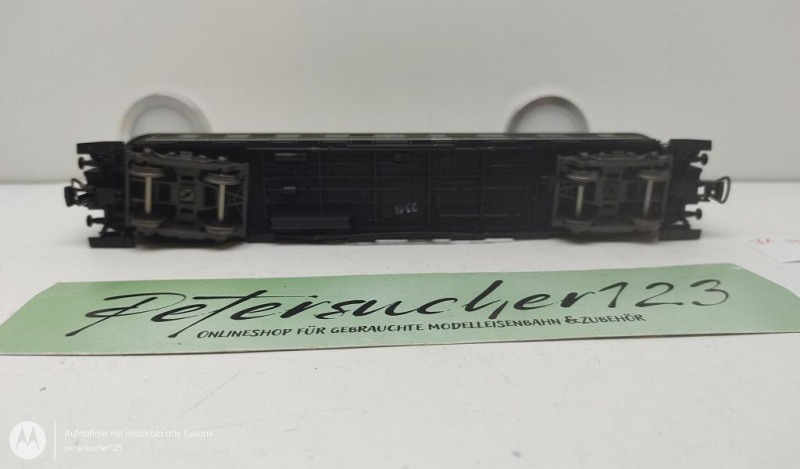 Petersucher123
ONLINESHOP FÜR GEBRAUCHTE MODELLEISENBAHN & ZUBEHÖR
Aufnahme mit motorola one fusion+
petersucher123